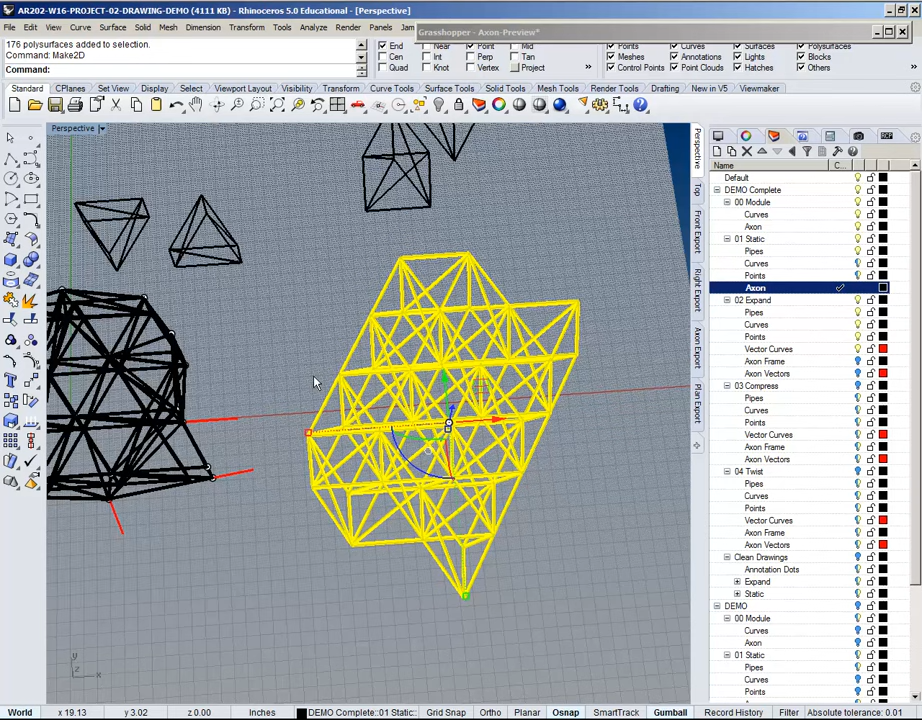 AR202-W16-PROJECT-02-DRAWING-DEMO (4111 KB) - Rhinoceros 5.0 Educational - [Perspective]
File Edit View Curve Surface Solid Mesh Dimension Transform Tools Analyze Render Panels Jam
Grasshopper - Axon-Preview*
176 polysurfaces added to selection.
Command: Make2D
Command:
End Near Point Mid
Cen Int Perp Tan
Quad Knot Vertex Project
Points Curves Surfaces Polysurfaces
Meshes Annotations Lights Blocks
Control Points Point Clouds Hatches Others
Standard CPlanes Set View Display Select Viewport Layout Visibility Transform Curve Tools Surface Tools Solid Tools Mesh Tools Render Tools Drafting New in V5 Viewmaker
Perspective
Perspective
Top
Front Export
Right Export
Axon Export
Plan Export
Name C...
Default
DEMO Complete
00 Module
Curves
Axon
01 Static
Pipes
Curves
Points
Axon
02 Expand
Pipes
Curves
Points
Vector Curves
Axon Frame
Axon Vectors
03 Compress
Pipes
Curves
Points
Vector Curves
Axon Frame
Axon Vectors
04 Twist
Pipes
Curves
Points
Vector Curves
Axon Frame
Axon Vectors
Clean Drawings
Annotation Dots
Expand
Static
DEMO
00 Module
Curves
Axon
01 Static
Pipes
Curves
Points
y
z x
World x 19.13 y 3.02 z 0.00 Inches DEMO Complete::01 Static:: Grid Snap Ortho Planar Osnap SmartTrack Gumball Record History Filter Absolute tolerance: 0.01